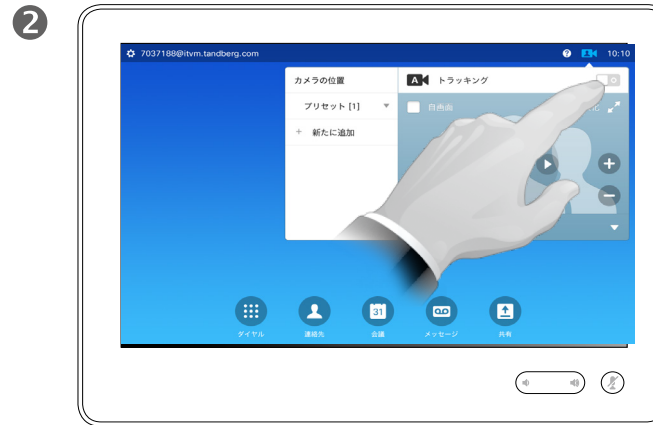 2
7037188@itvm.tandberg.com
? 10:10
カメラの位置
A トラッキング
プリセット [1]
自画面
+ 新たに追加
31
ダイヤル
連絡先
会議
メッセージ
共有